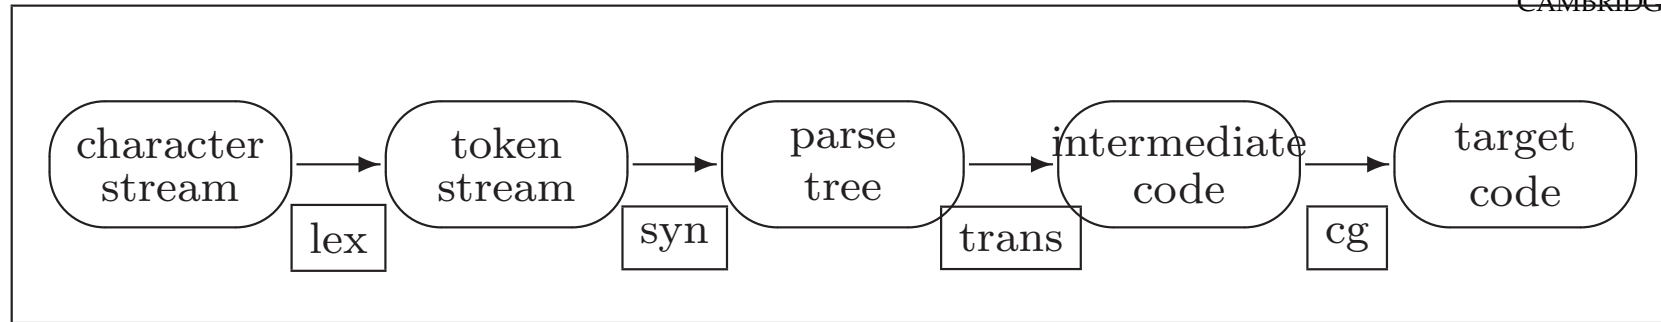 character
stream
token
stream
parse
tree
intermediate
code
target
code
lex
syn
trans
cg